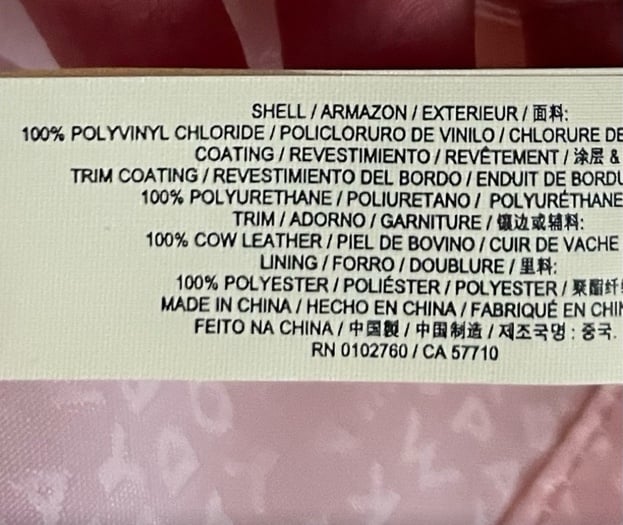 SHELL / ARMAZON / EXTERIEUR / 面料:
100% POLYVINYL CHLORIDE / POLICLORURO DE VINILO / CHLORURE DE
COATING / REVESTIMIENTO / REVÊTEMENT / 涂层 &
TRIM COATING / REVESTIMIENTO DEL BORDO / ENDUIT DE BORDU
100% POLYURETHANE / POLIURETANO / POLYURÉTHANE
TRIM / ADORNO / GARNITURE / 镶边或辅料:
100% COW LEATHER / PIEL DE BOVINO / CUIR DE VACHE
LINING / FORRO / DOUBLURE / 里料:
100% POLYESTER / POLIÉSTER / POLYESTER / 聚酯纤
MADE IN CHINA / HECHO EN CHINA / FABRIQUÉ EN CHIN
FEITO NA CHINA / 中国製 / 中国制造 / 제조국명 : 중국.
RN 0102760 / CA 57710